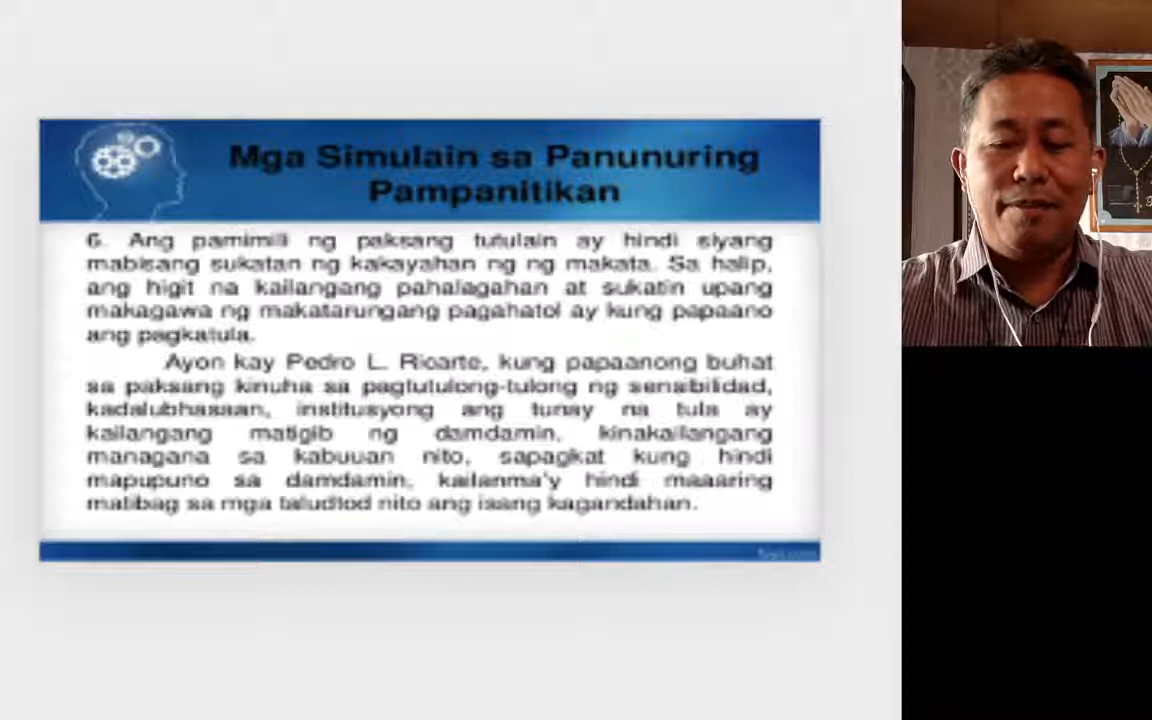 Mga Simulain sa Panunuring
Pampanitikan
6. Ang pamimili ng paksang tutulain ay hindi siyang
mabisang sukatan ng kakayahan ng ng makata. Sa halip,
ang higit na kailangang pahalagahan at sukatin upang
makagawa ng makatarungang pagahatol ay kung papaano
ang pagkatula.
Ayon kay Pedro L. Ricarte, kung papaanong buhat
sa paksang kinuha sa pagtutulong-tulong ng sensibilidad,
kadalubhasaan, institusyong ang tunay na tula ay
kailangang matigib ng damdamin, kinakailangang
managana sa kabuuan nito, sapagkat kung hindi
mapupuno sa damdamin, kailanma'y hindi maaaring
matibag sa mga taludtod nito ang isang kagandahan.